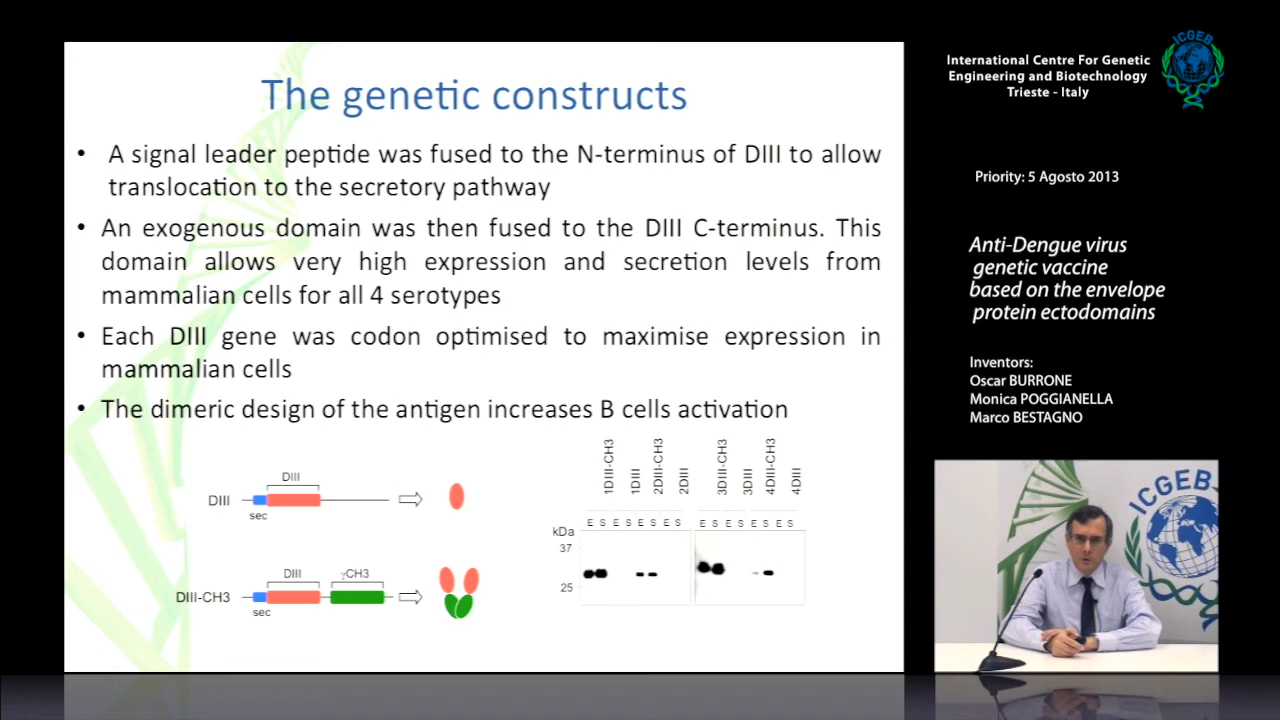 The genetic constructs
• A signal leader peptide was fused to the N-terminus of DIII to allow
translocation to the secretory pathway
• An exogenous domain was then fused to the DIII C-terminus. This
domain allows very high expression and secretion levels from
mammalian cells for all 4 serotypes
• Each DIII gene was codon optimised to maximise expression in
mammalian cells
• The dimeric design of the antigen increases B cells activation
DIII
DIII
sec
DIII
γCH3
DIII-CH3
sec
1DIII-CH3
1DIII
2DIII-CH3
2DIII
3DIII-CH3
3DIII
4DIII-CH3
4DIII
E S E S E S E S
E S E S E S E S
kDa
37
25
International Centre For Genetic
Engineering and Biotechnology
Trieste - Italy
ICGEB
Priority: 5 Agosto 2013
Anti-Dengue virus
genetic vaccine
based on the envelope
protein ectodomains
Inventors:
Oscar BURRONE
Monica POGGIANELLA
Marco BESTAGNO
ICGEB